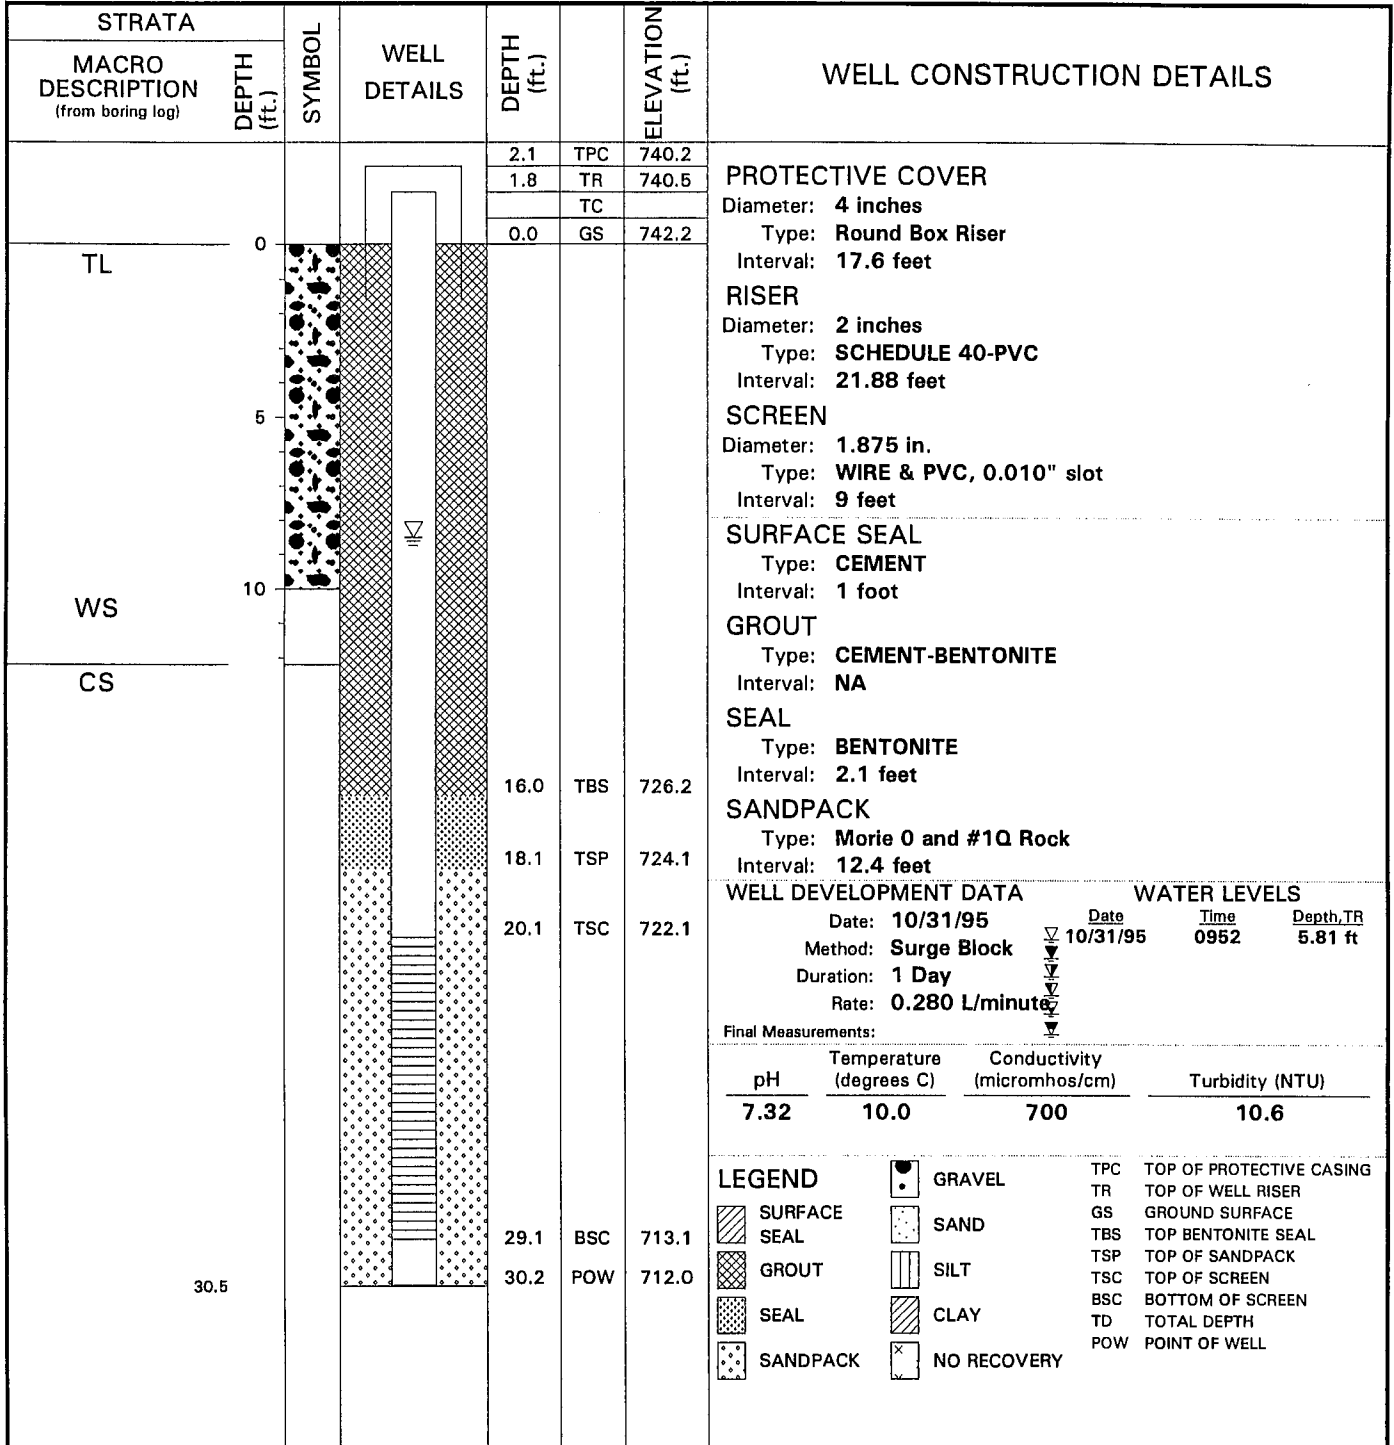 STRATA
MACRO
DESCRIPTION
(from boring log)
DEPTH
(ft.)
SYMBOL
WELL
DETAILS
DEPTH
(ft.)
ELEVATION
(ft.)
WELL CONSTRUCTION DETAILS
2.1 TPC 740.2
1.8 TR 740.5
TC
0.0 GS 742.2
0
TL
5
10
WS
CS
16.0 TBS 726.2
18.1 TSP 724.1
20.1 TSC 722.1
29.1 BSC 713.1
30.2 POW 712.0
30.5
PROTECTIVE COVER
Diameter: 4 inches
Type: Round Box Riser
Interval: 17.6 feet
RISER
Diameter: 2 inches
Type: SCHEDULE 40-PVC
Interval: 21.88 feet
SCREEN
Diameter: 1.875 in.
Type: WIRE & PVC, 0.010" slot
Interval: 9 feet
SURFACE SEAL
Type: CEMENT
Interval: 1 foot
GROUT
Type: CEMENT-BENTONITE
Interval: NA
SEAL
Type: BENTONITE
Interval: 2.1 feet
SANDPACK
Type: Morie 0 and #1Q Rock
Interval: 12.4 feet
WELL DEVELOPMENT DATA
Date: 10/31/95
Method: Surge Block
Duration: 1 Day
Rate: 0.280 L/minute
Final Measurements:
WATER LEVELS
Date Time Depth,TR
10/31/95 0952 5.81 ft
pH
Temperature
(degrees C)
Conductivity
(micromhos/cm)
Turbidity (NTU)
7.32 10.0 700 10.6
LEGEND
SURFACE
SEAL
GROUT
SEAL
SANDPACK
GRAVEL
SAND
SILT
CLAY
NO RECOVERY
TPC TOP OF PROTECTIVE CASING
TR TOP OF WELL RISER
GS GROUND SURFACE
TBS TOP BENTONITE SEAL
TSP TOP OF SANDPACK
TSC TOP OF SCREEN
BSC BOTTOM OF SCREEN
TD TOTAL DEPTH
POW POINT OF WELL